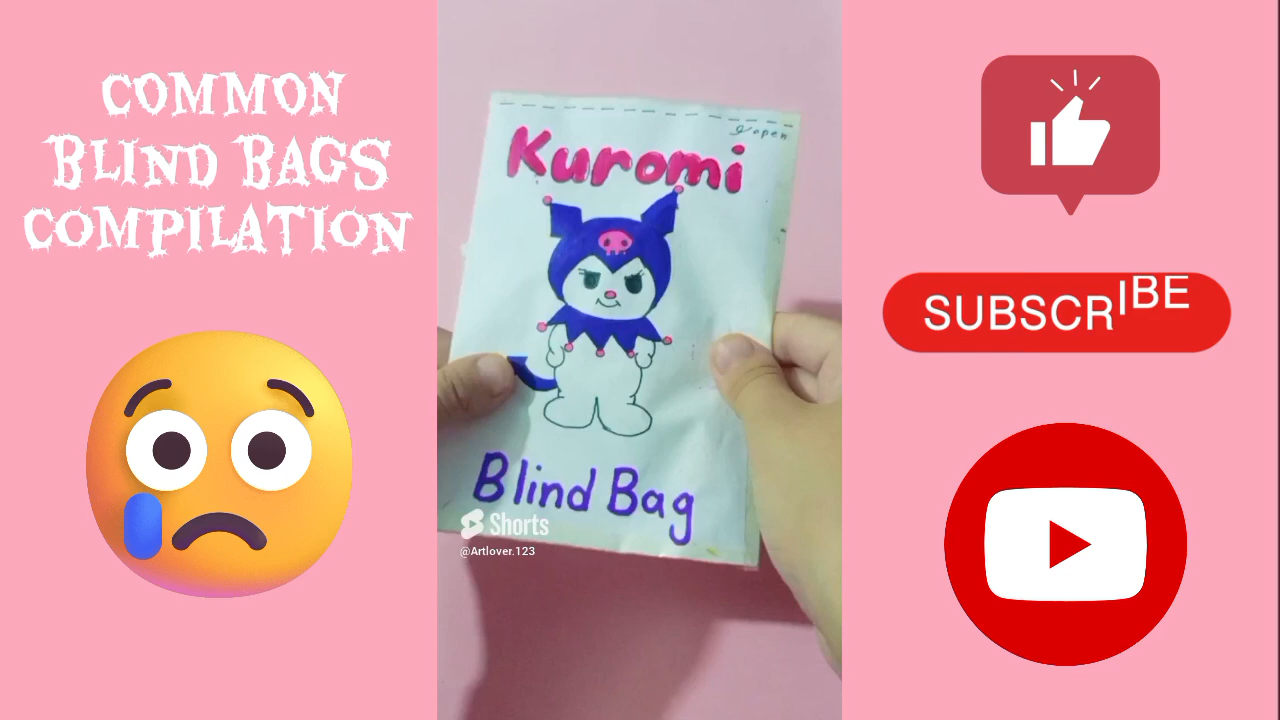 COMMON
BLIND BAGS
COMPILATION
open
Kuromi
Blind Bag
Shorts
@Artlover.123
SUBSCRIBE